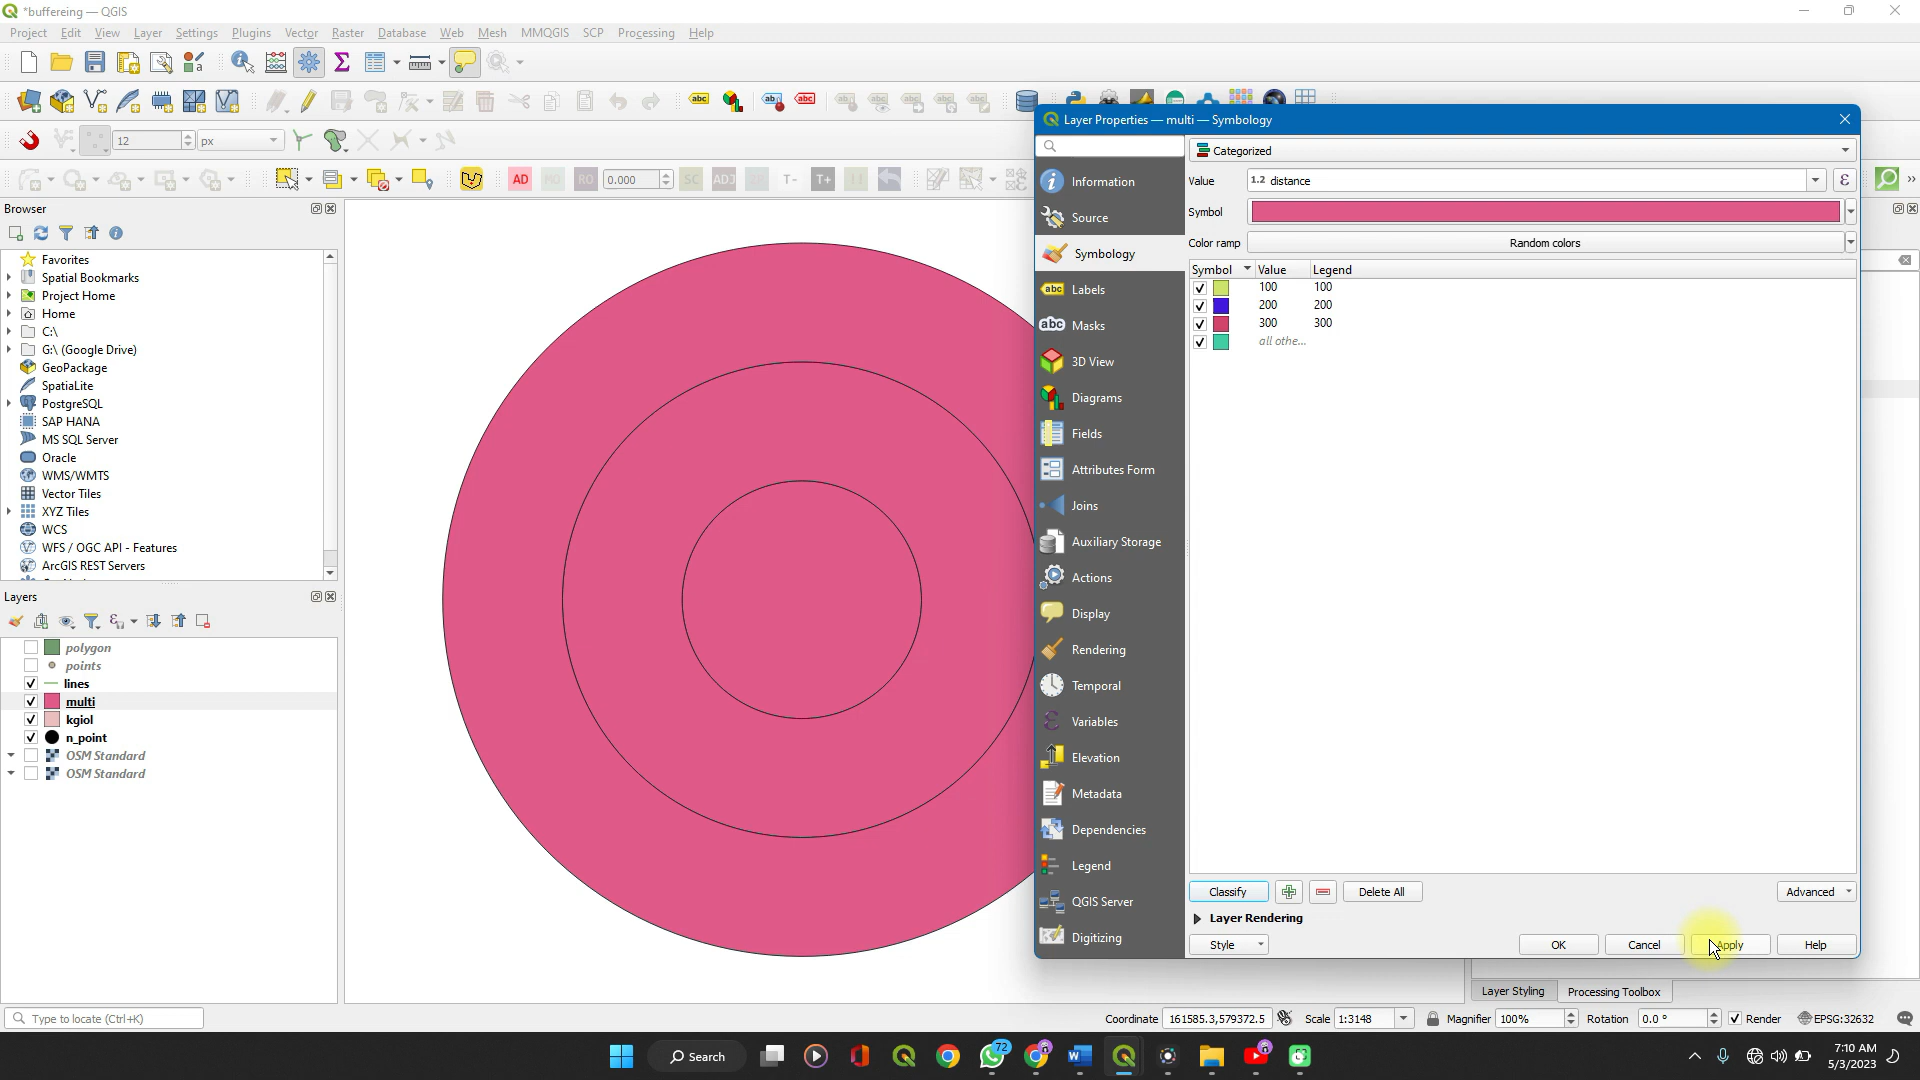 *buffereing — QGIS
Project Edit View Layer Settings Plugins Vector Raster Database Web Mesh MMQGIS SCP Processing Help
12 px
AD RO 0.000 SC ADJ T- T+
Browser
Favorites
Spatial Bookmarks
Project Home
Home
C:\
G:\ (Google Drive)
GeoPackage
SpatiaLite
PostgreSQL
SAP HANA
MS SQL Server
Oracle
WMS/WMTS
Vector Tiles
XYZ Tiles
WCS
WFS / OGC API - Features
ArcGIS REST Servers
Layers
polygon
points
lines
multi
kgiol
n_point
OSM Standard
OSM Standard
Layer Properties — multi — Symbology
Information
Source
Symbology
Labels
Masks
3D View
Diagrams
Fields
Attributes Form
Joins
Auxiliary Storage
Actions
Display
Rendering
Temporal
Variables
Elevation
Metadata
Dependencies
Legend
QGIS Server
Digitizing
Categorized
Value 1.2 distance
Symbol
Color ramp Random colors
Symbol Value Legend
100 100
200 200
300 300
all othe...
Classify Delete All Advanced
Layer Rendering
Style OK Cancel Apply Help
Layer Styling Processing Toolbox
Type to locate (Ctrl+K) Coordinate 161585.3,579372.5 Scale 1:3148 Magnifier 100% Rotation 0.0 ° Render EPSG:32632
Search 72 7:10 AM
5/3/2023